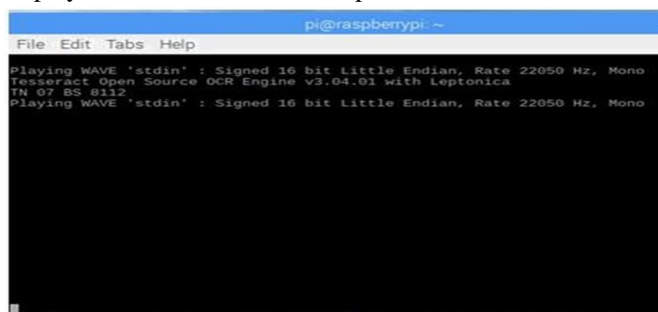 pi@raspberrypi: ~
File Edit Tabs Help
Playing WAVE 'stdin' : Signed 16 bit Little Endian, Rate 22050 Hz, Mono
Tesseract Open Source OCR Engine v3.04.01 with Leptonica
TN 07 BS 8112
Playing WAVE 'stdin' : Signed 16 bit Little Endian, Rate 22050 Hz, Mono